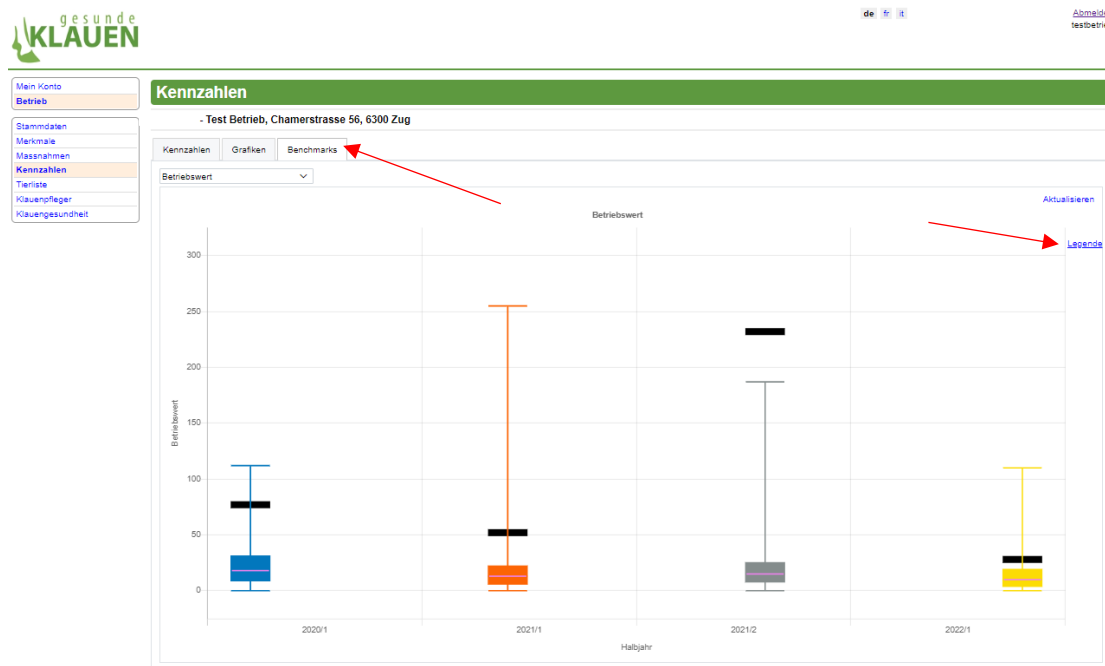 gesunde
KLAUEN
de fr it
Mein Konto
Betrieb
Stammdaten
Merkmale
Massnahmen
Kennzahlen
Tierliste
Klauenpfleger
Klauengesundheit
Kennzahlen
- Test Betrieb, Chamerstrasse 56, 6300 Zug
Kennzahlen Grafiken Benchmarks
Betriebswert
Aktualisieren
Betriebswert
Legende
300
250
200
150
100
50
0
Betriebswert
2020/1 2021/1 2021/2 2022/1
Halbjahr